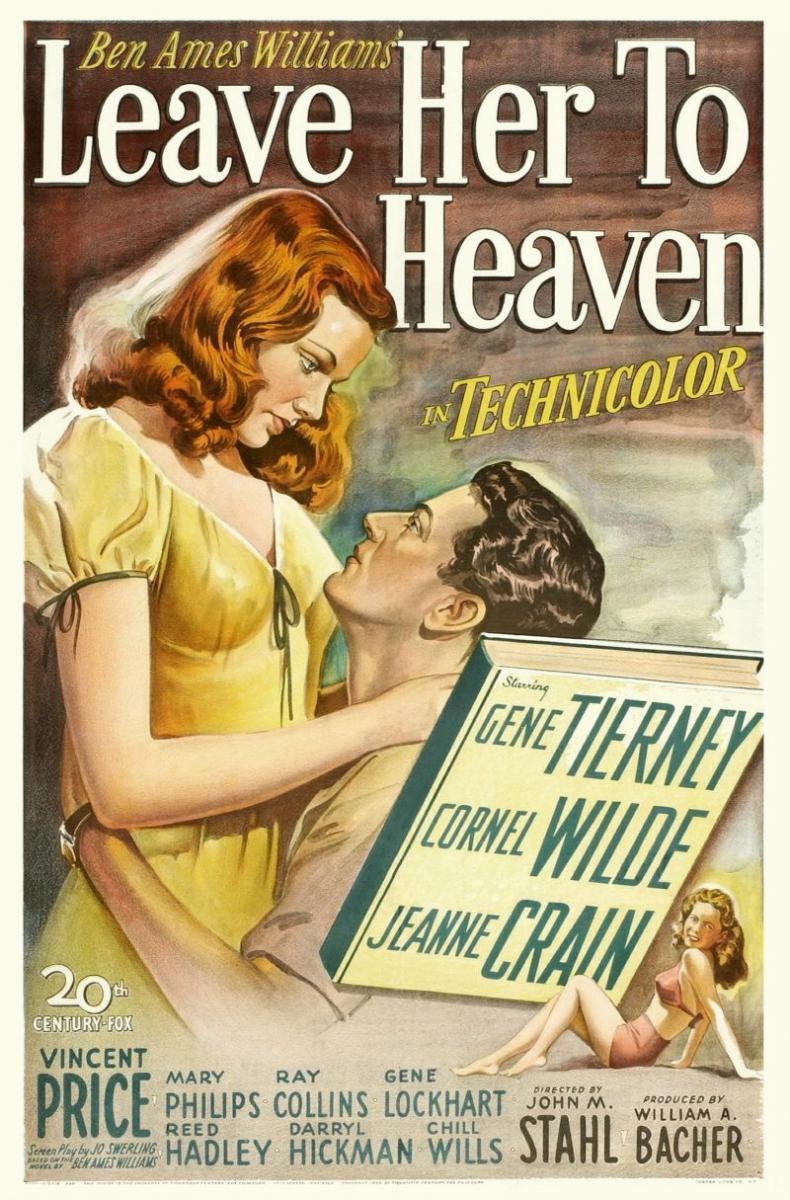 Ben Ames Williams'
Leave Her To
Heaven
IN TECHNICOLOR
Starring
GENE TIERNEY
CORNEL WILDE
JEANNE CRAIN
20th
CENTURY-FOX
VINCENT
PRICE
MARY
PHILIPS
RAY
COLLINS
GENE
LOCKHART
REED
HADLEY
DARRYL
HICKMAN
CHILL
WILLS
Screen Play by JO SWERLING
BASED ON THE
NOVEL BY BEN AMES WILLIAMS
DIRECTED BY
JOHN M.
STAHL
PRODUCED BY
WILLIAM A.
BACHER